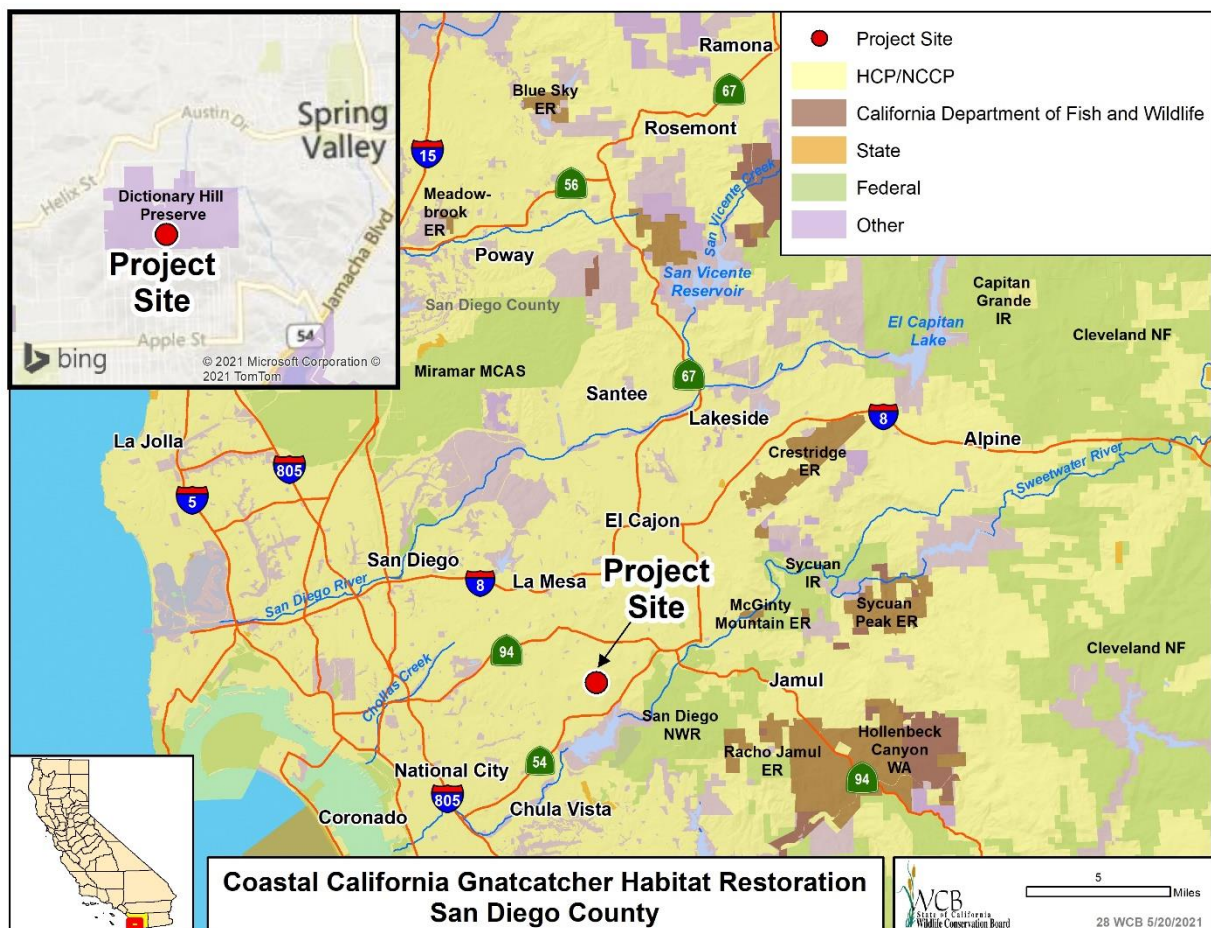 Austin Dr
Spring
Valley
Helix St
Dictionary Hill
Preserve
Project
Site
Jamacha Blvd
Apple St
54
bing
© 2021 Microsoft Corporation ©
2021 TomTom
Project Site
HCP/NCCP
California Department of Fish and Wildlife
State
Federal
Other
Ramona
67
Blue Sky
ER
Rosemont
15
56
Meadow-
brook
ER
Poway
San Vicente Creek
San Vicente
Reservoir
San Diego County
Capitan
Grande
IR
El Capitan
Lake
Cleveland NF
Miramar MCAS
Santee
67
Lakeside
8
Alpine
La Jolla
805
5
Crestridge
ER
Sweetwater River
El Cajon
San Diego
8
La Mesa
Project
Site
San Diego River
Sycuan
IR
McGinty
Mountain ER
Sycuan
Peak ER
94
Chollas Creek
Cleveland NF
Jamul
San Diego
NWR
Racho Jamul
ER
Hollenbeck
Canyon
WA
94
54
National City
805
Chula Vista
Coronado
Coastal California Gnatcatcher Habitat Restoration
San Diego County
WCB
State of California
Wildlife Conservation Board
5
Miles
28 WCB 5/20/2021